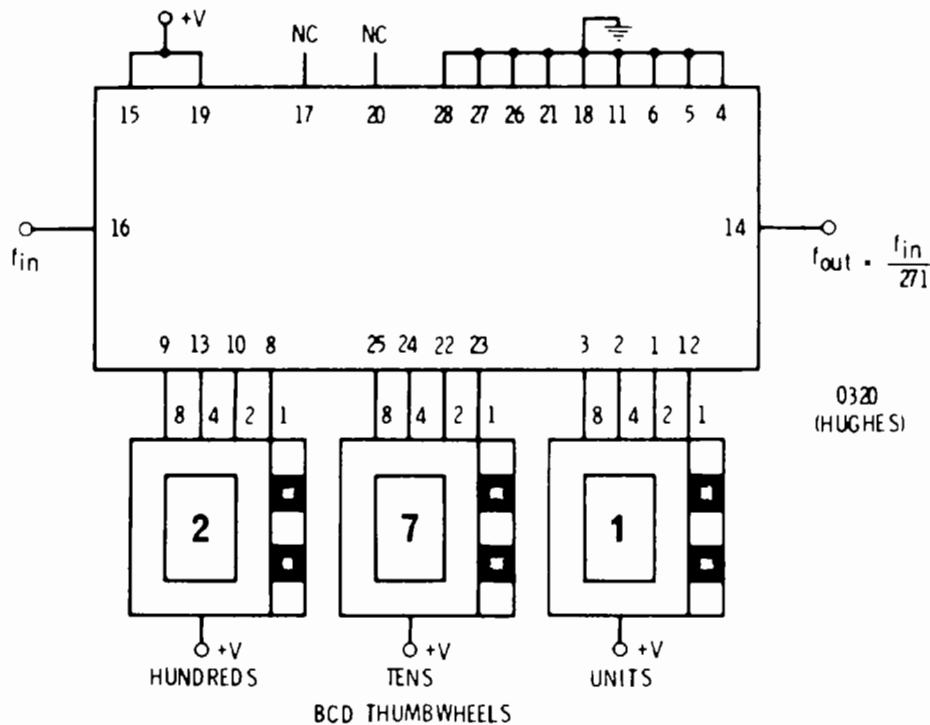 +V
NC NC
15 19 17 20 28 27 26 21 18 11 6 5 4
16 14
fin
fout = fin
271
9 13 10 8 25 24 22 23 3 2 1 12
8 4 2 1 8 4 2 1 8 4 2 1
0320
(HUGHES)
2 7 1
+V +V +V
HUNDREDS TENS UNITS
BCD THUMBWHEELS